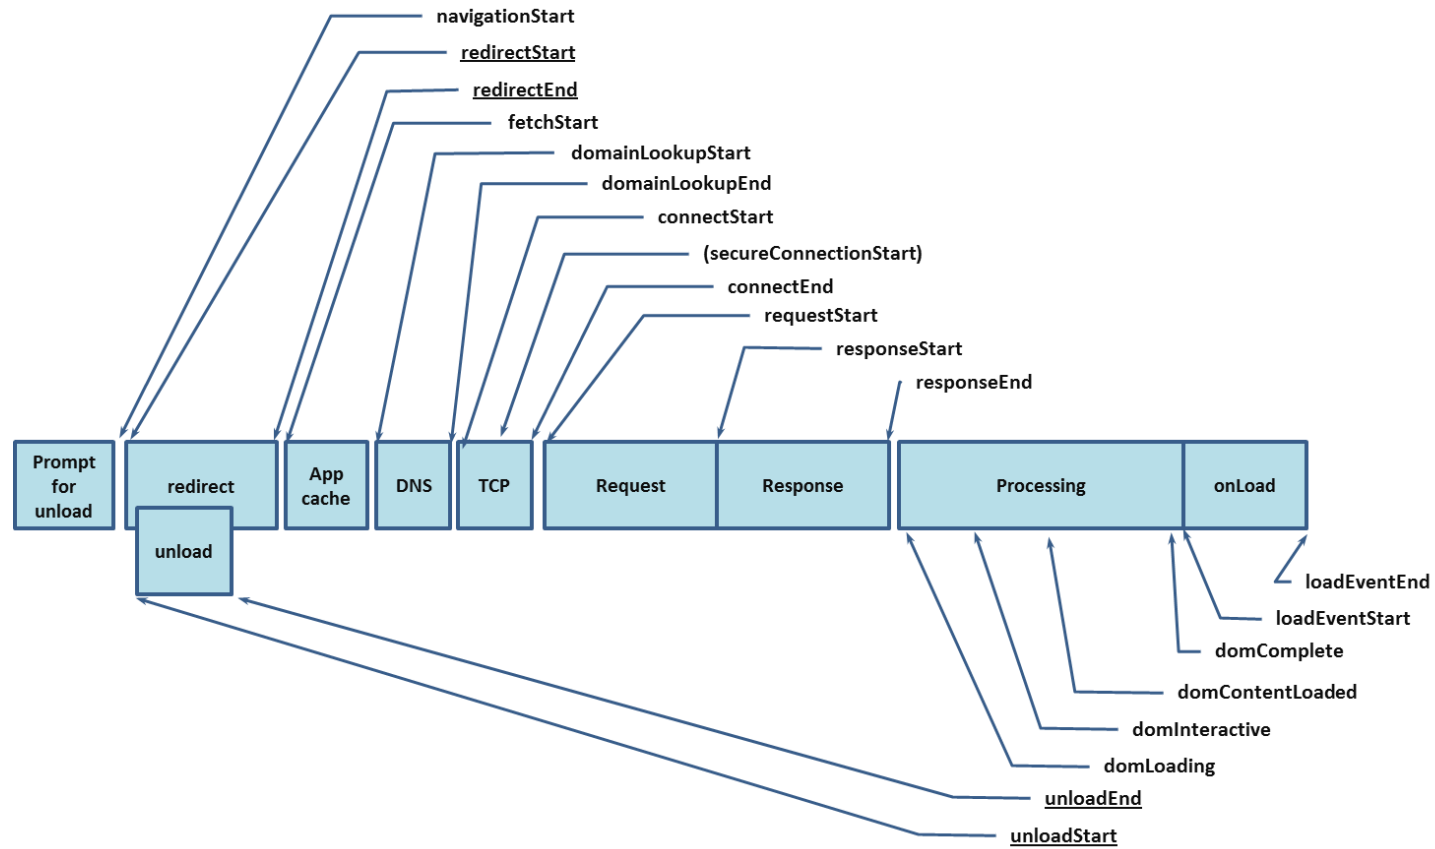 navigationStart
redirectStart
redirectEnd
fetchStart
domainLookupStart
domainLookupEnd
connectStart
(secureConnectionStart)
connectEnd
requestStart
responseStart
responseEnd
Prompt
for
unload
redirect
unload
App
cache
DNS
TCP
Request
Response
Processing
onLoad
loadEventEnd
loadEventStart
domComplete
domContentLoaded
domInteractive
domLoading
unloadEnd
unloadStart